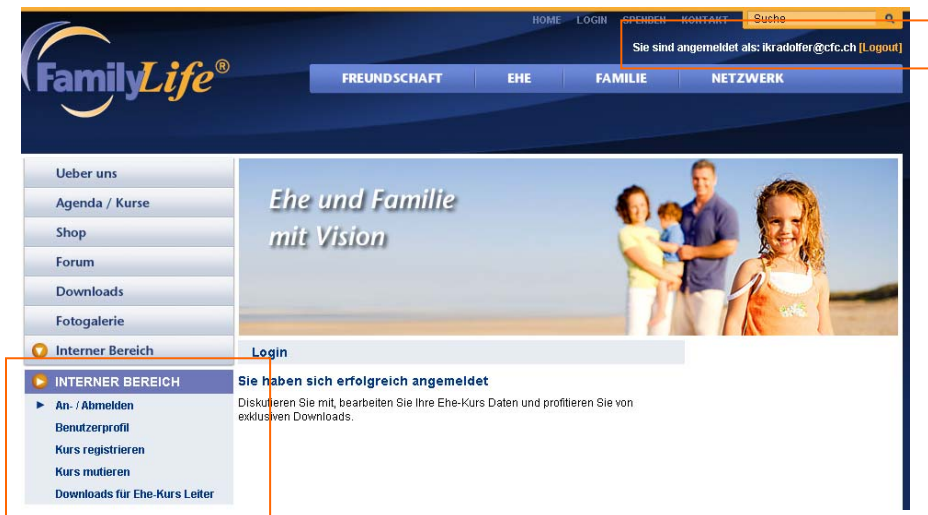 HOME LOGIN SPENDEN KONTAKT Suche
Sie sind angemeldet als: ikradolfer@cfc.ch [Logout]
FamilyLife®
FREUNDSCHAFT EHE FAMILIE NETZWERK
Ueber uns
Agenda / Kurse
Shop
Forum
Downloads
Fotogalerie
Interner Bereich
INTERNER BEREICH
An- / Abmelden
Benutzerprofil
Kurs registrieren
Kurs mutieren
Downloads für Ehe-Kurs Leiter
Ehe und Familie
mit Vision
Login
Sie haben sich erfolgreich angemeldet
Diskutieren Sie mit, bearbeiten Sie Ihre Ehe-Kurs Daten und profitieren Sie von
exklusiven Downloads.